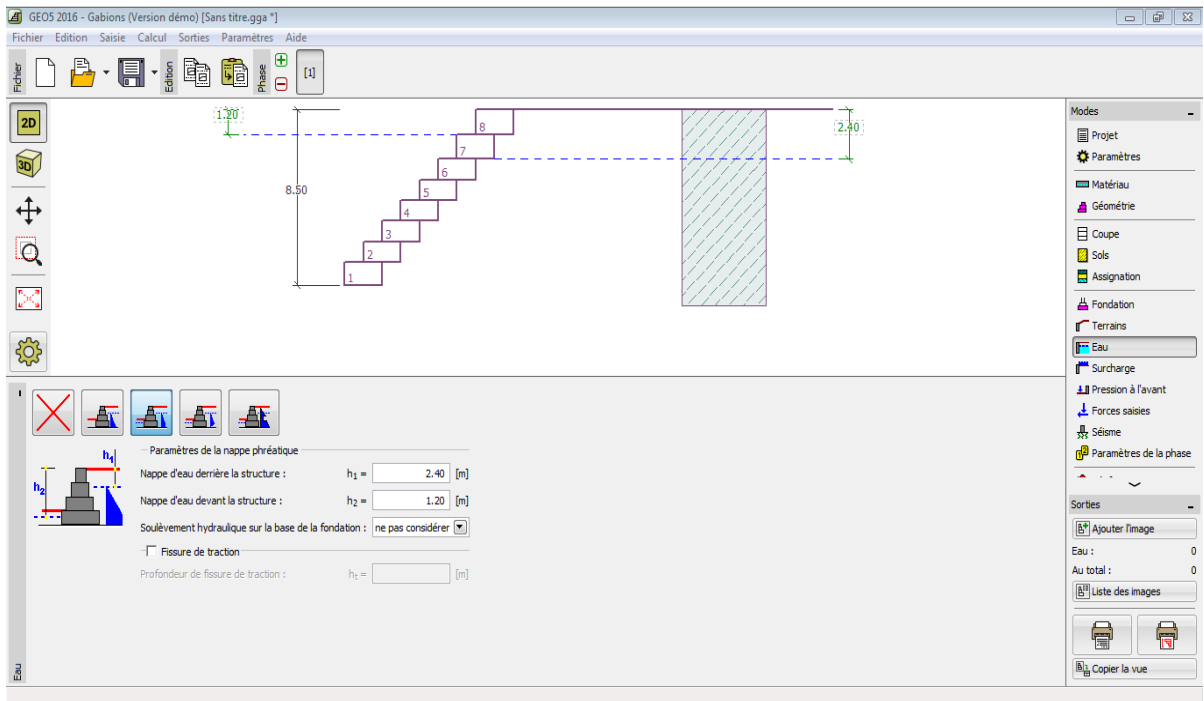 GEO5 2016 - Gabions (Version démo) [Sans titre.gga *]
Fichier Edition Saisie Calcul Sorties Paramètres Aide
Fichier
Edition
Phase
[1]
2D
3D
1.20
8.50
2.40
8
7
6
5
4
3
2
1
Modes
Projet
Paramètres
Matériau
Géométrie
Coupe
Sols
Assignation
Fondation
Terrains
Eau
Surcharge
Pression à l'avant
Forces saisies
Séisme
Paramètres de la phase
h1
h2
Paramètres de la nappe phréatique
Nappe d'eau derrière la structure : h1 = 2.40 [m]
Nappe d'eau devant la structure : h2 = 1.20 [m]
Soulèvement hydraulique sur la base de la fondation : ne pas considérer
Fissure de traction
Profondeur de fissure de traction : ht = [m]
Eau
Sorties
Ajouter l'image
Eau : 0
Au total : 0
Liste des images
Copier la vue